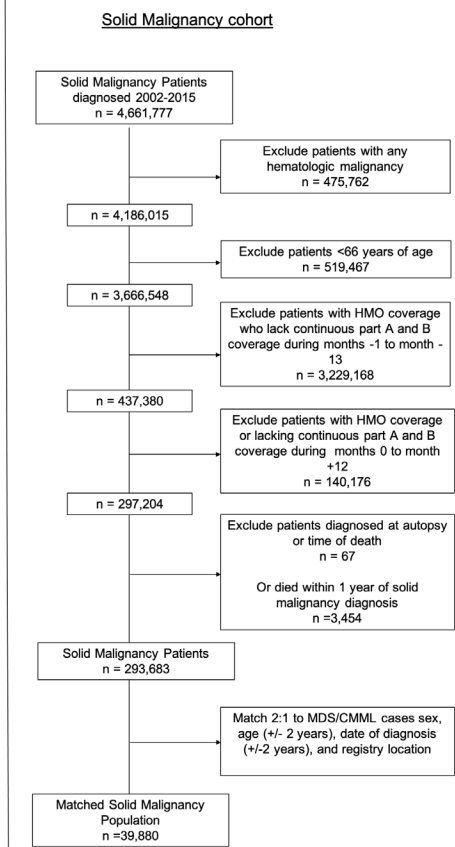 Solid Malignancy cohort
Solid Malignancy Patients
diagnosed 2002-2015
n = 4,661,777
Exclude patients with any
hematologic malignancy
n = 475,762
n = 4,186,015
Exclude patients <66 years of age
n = 519,467
n = 3,666,548
Exclude patients with HMO coverage
who lack continuous part A and B
coverage during months -1 to month -
13
n = 3,229,168
n = 437,380
Exclude patients with HMO coverage
or lacking continuous part A and B
coverage during months 0 to month
+12
n = 140,176
n = 297,204
Exclude patients diagnosed at autopsy
or time of death
n = 67
Or died within 1 year of solid
malignancy diagnosis
n =3,454
Solid Malignancy Patients
n = 293,683
Match 2:1 to MDS/CMML cases sex,
age (+/- 2 years), date of diagnosis
(+/-2 years), and registry location
Matched Solid Malignancy
Population
n =39,880